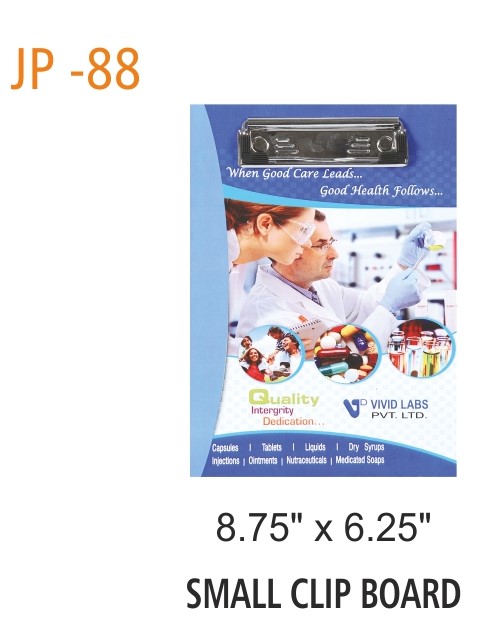 JP -88
When Good Care Leads...
Good Health Follows...
Quality
Intergrity
Dedication...
VD VIVID LABS
PVT. LTD.
Capsules | Tablets | Liquids | Dry Syrups
Injections | Ointments | Nutraceuticals | Medicated Soaps
8.75" x 6.25"
SMALL CLIP BOARD